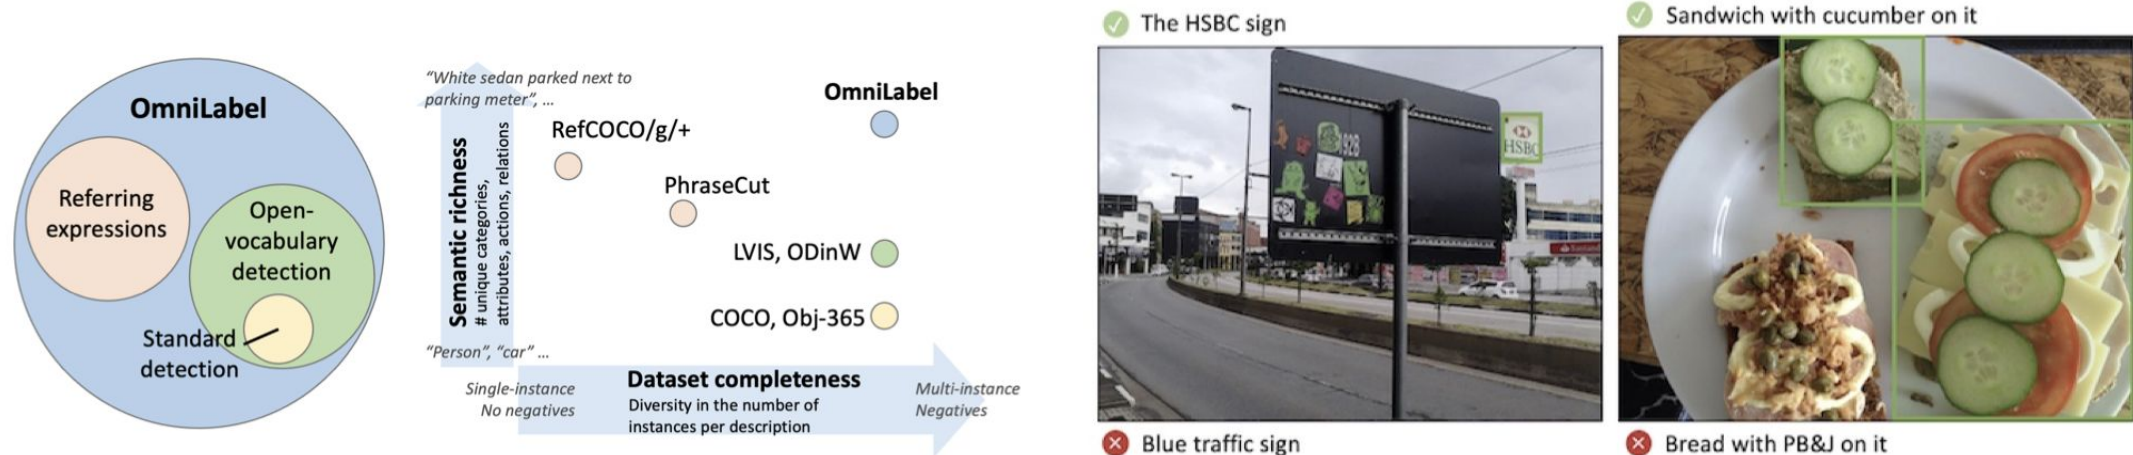 OmniLabel
Referring
expressions
Open-
vocabulary
detection
Standard
detection
“White sedan parked next to
parking meter”, ...
Semantic richness
# unique categories,
attributes, actions, relations
“Person”, “car” ...
RefCOCO/g/+
PhraseCut
OmniLabel
LVIS, ODinW
COCO, Obj-365
Single-instance
No negatives
Dataset completeness
Diversity in the number of
instances per description
Multi-instance
Negatives
The HSBC sign
HSBC
Blue traffic sign
Sandwich with cucumber on it
Bread with PB&J on it